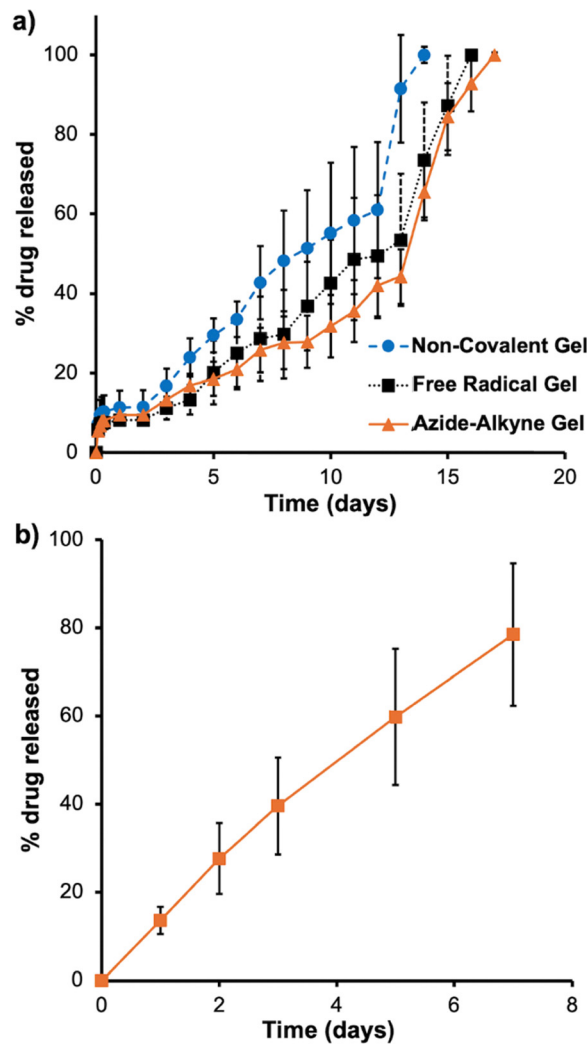 a)
100
80
60
40
20
0
% drug released
Non-Covalent Gel
Free Radical Gel
Azide-Alkyne Gel
0 5 10 15 20
Time (days)
b)
100
80
60
40
20
0
% drug released
0 2 4 6 8
Time (days)